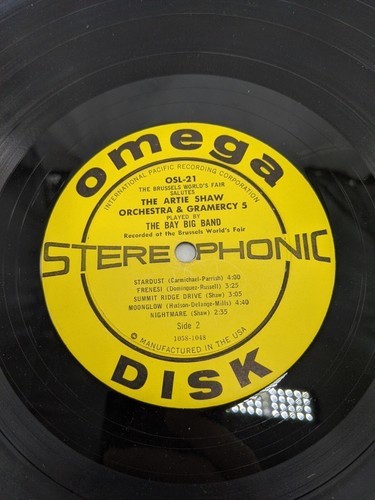 omega
INTERNATIONAL PACIFIC RECORDING CORPORATION
OSL-21
THE BRUSSELS WORLD'S FAIR
SALUTES
THE ARTIE SHAW
ORCHESTRA & GRAMERCY 5
PLAYED BY
THE BAY BIG BAND
Recorded at the Brussels World's Fair
STEREOPHONIC
STARDUST (Carmichael-Parrish) 4:00
FRENESI (Dominquez-Russell) 3:25
SUMMIT RIDGE DRIVE (Shaw) 3:05
MOONGLOW (Hudson-Delange-Mills) 4:40
NIGHTMARE (Shaw) 2:35
Side 2
1058-1048
© MANUFACTURED IN THE USA
DISK